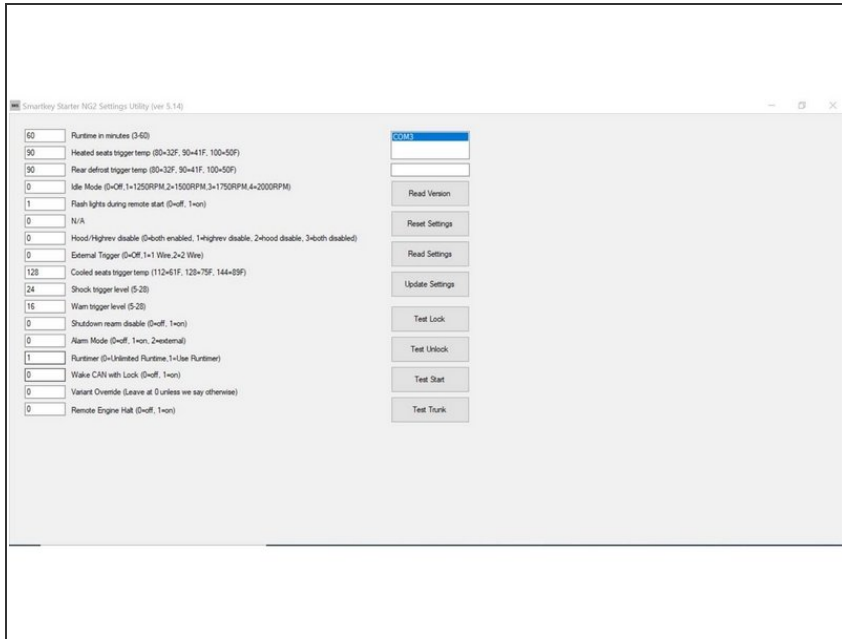 Smartkey Starter NG2 Settings Utility (ver 5.14)
60 Runtime in minutes (3-60)
90 Heated seats trigger temp (80=32F, 90=41F, 100=50F)
90 Rear defrost trigger temp (80=32F, 90=41F, 100=50F)
0 Idle Mode (0=Off,1=1250RPM,2=1500RPM,3=1750RPM,4=2000RPM)
1 Flash lights during remote start (0=off, 1=on)
0 N/A
0 Hood/Highrev disable (0=both enabled, 1=highrev disable, 2=hood disable, 3=both disabled)
0 External Trigger (0=Off,1=1 Wire,2=2 Wire)
128 Cooled seats trigger temp (112=61F, 128=75F, 144=89F)
24 Shock trigger level (5-28)
16 Warn trigger level (5-28)
0 Shutdown rearm disable (0=off, 1=on)
0 Alarm Mode (0=off, 1=on, 2=external)
1 Runtimer (0=Unlimited Runtime,1=Use Runtimer)
0 Wake CAN with Lock (0=off, 1=on)
0 Variant Override (Leave at 0 unless we say otherwise)
0 Remote Engine Halt (0=off, 1=on)
COM3
Read Version
Reset Settings
Read Settings
Update Settings
Test Lock
Test Unlock
Test Start
Test Trunk